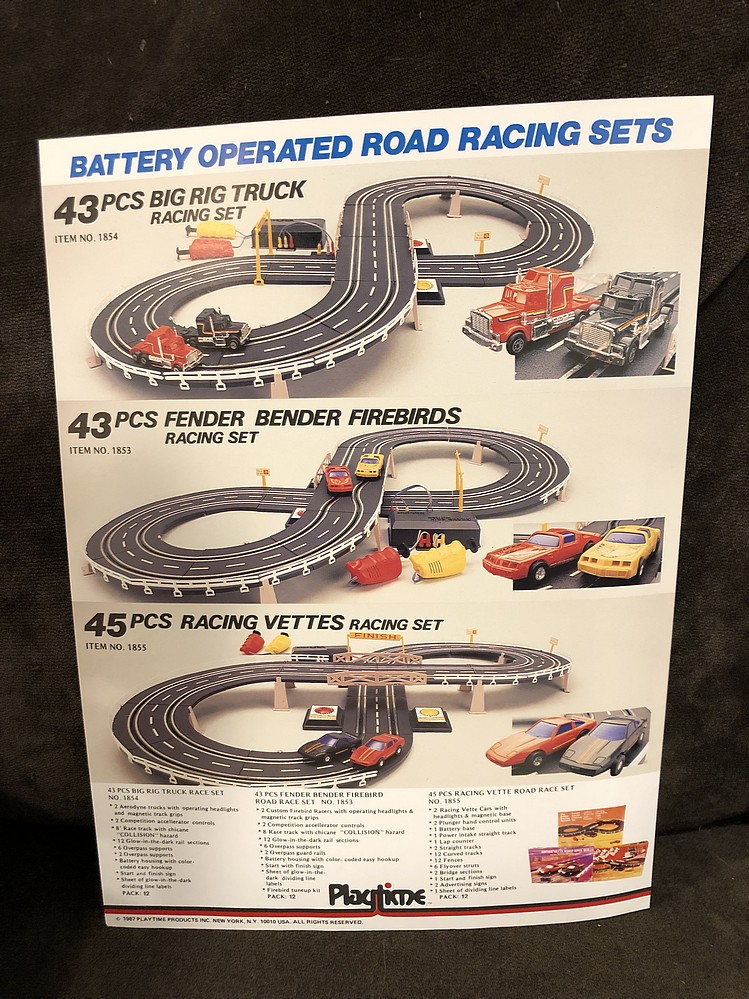 BATTERY OPERATED ROAD RACING SETS
43 PCS BIG RIG TRUCK
RACING SET
ITEM NO. 1854
43 PCS FENDER BENDER FIREBIRDS
RACING SET
ITEM NO. 1853
45 PCS RACING VETTES RACING SET
ITEM NO. 1855
FINISH
43 PCS BIG RIG TRUCK RACE SET
NO. 1854
* 2 Aerodyne trucks with operating headlights
and magnetic track grips
* 2 Competition accelerator controls
* 8' Race track with chicane
"COLLISION" hazard
* 12 Glow-in-the-dark rail sections
* 6 Overpass supports
* 2 Overpass supports
* Battery housing with color-
coded easy hookup
* Start and finish sign
* Sheet of glow-in-the-dark
dividing line labels
PACK: 12
43 PCS FENDER BENDER FIREBIRD
ROAD RACE SET NO. 1853
* 2 Custom Firebird Racers with operating headlights &
magnetic track grips
* 2 Competition accelerator controls
* 8 Race track with chicane "COLLISION" hazard
* 12 Glow-in-the-dark rail sections
* 6 Overpass supports
* 2 Overpass guard rails
* Battery housing with color- coded easy hookup
* Start with finish sign
* Sheet of glow-in-the-
dark dividing line
labels
* Firebird tuneup kit
PACK: 12
45 PCS RACING VETTE ROAD RACE SET
NO. 1855
* 2 Racing Vette Cars with
headlights & magnetic base
* 2 Plunger hand control units
* 1 Battery base
* 1 Power intake straight track
* 1 Lap counter
* 2 Straight tracks
* 12 Curved tracks
* 12 Fences
* 6 Flyover struts
* 2 Bridge sections
* 1 Start and finish sign
* 2 Advertising signs
* 1 Sheet of dividing line labels
PACK: 12
Playtime
© 1987 PLAYTIME PRODUCTS INC. NEW YORK, N.Y. 10010 USA. ALL RIGHTS RESERVED.